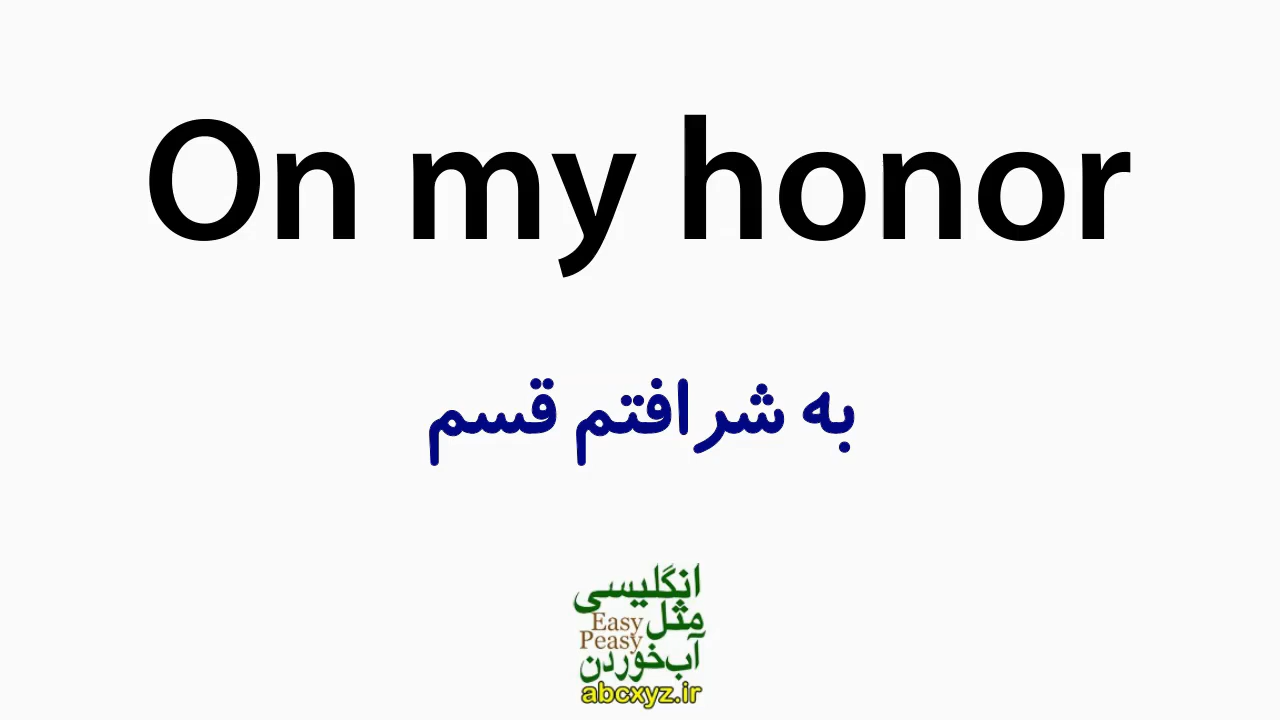 On my honor
به شرافتم قسم
انگلیسی
مثل
Easy
Peasy
آب‌خوردن
abcxyz.ir